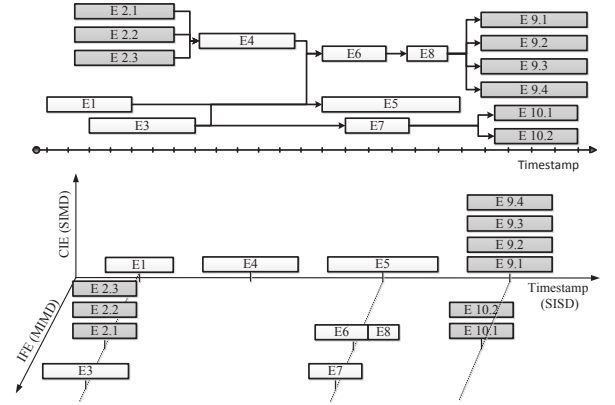 E 2.1
E 2.2
E 2.3
E4
E6
E8
E 9.1
E 9.2
E 9.3
E 9.4
E1
E5
E3
E7
E 10.1
E 10.2
Timestamp
CIE (SIMD)
E 9.4
E 9.3
E 9.2
E 9.1
E1
E4
E5
Timestamp
(SISD)
IFE (MIMD)
E 2.3
E 2.2
E 2.1
E3
E6
E8
E7
E 10.2
E 10.1